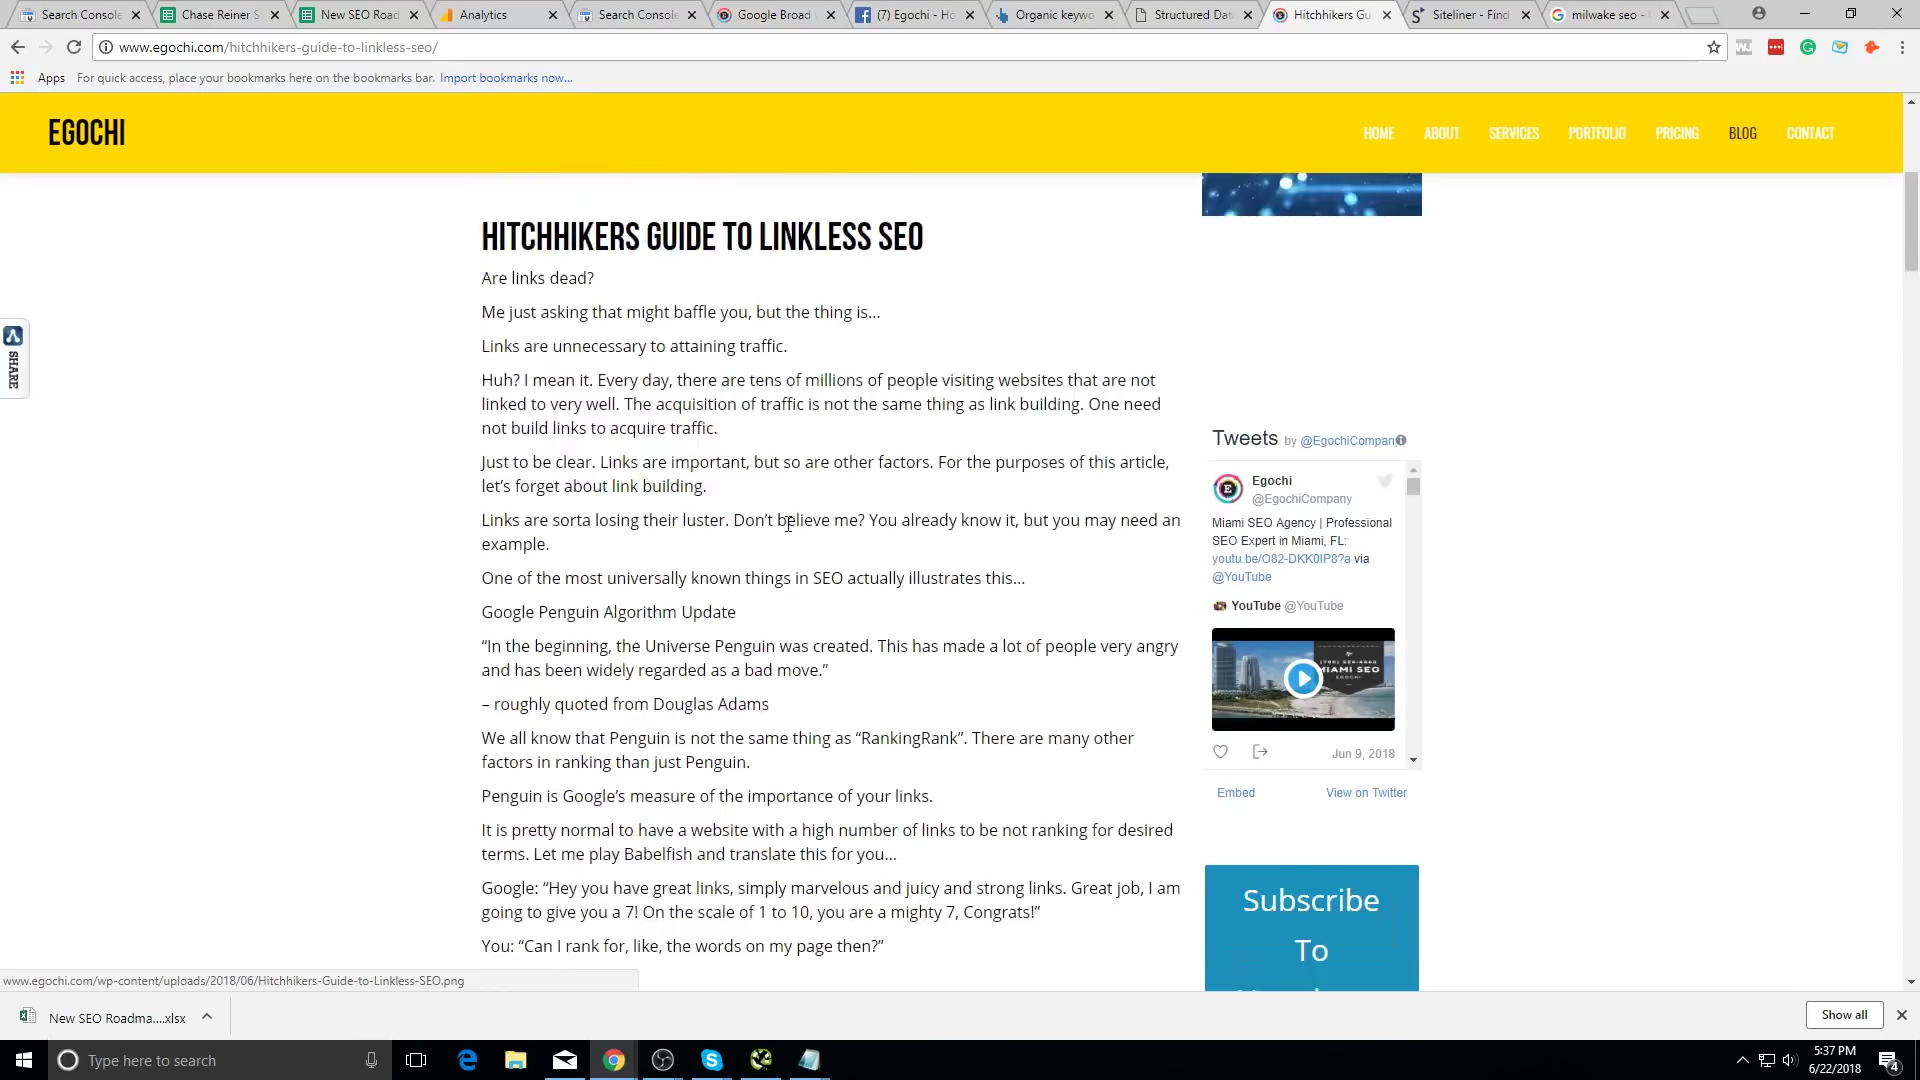 Search Console
Chase Reiner S
New SEO Road
Analytics
Search Console
Google Broad
(7) Egochi - Ho
Organic keywo
Structured Dat
Hitchhikers Gu
Siteliner - Find
milwake seo -
www.egochi.com/hitchhikers-guide-to-linkless-seo/
Apps
For quick access, place your bookmarks here on the bookmarks bar. Import bookmarks now...
EGOCHI
HOME
ABOUT
SERVICES
PORTFOLIO
PRICING
BLOG
CONTACT
SHARE
HITCHHIKERS GUIDE TO LINKLESS SEO
Are links dead?
Me just asking that might baffle you, but the thing is…
Links are unnecessary to attaining traffic.
Huh? I mean it. Every day, there are tens of millions of people visiting websites that are not
linked to very well. The acquisition of traffic is not the same thing as link building. One need
not build links to acquire traffic.
Just to be clear. Links are important, but so are other factors. For the purposes of this article,
let’s forget about link building.
Links are sorta losing their luster. Don’t believe me? You already know it, but you may need an
example.
One of the most universally known things in SEO actually illustrates this…
Google Penguin Algorithm Update
“In the beginning, the Universe Penguin was created. This has made a lot of people very angry
and has been widely regarded as a bad move.”
– roughly quoted from Douglas Adams
We all know that Penguin is not the same thing as “RankingRank”. There are many other
factors in ranking than just Penguin.
Penguin is Google’s measure of the importance of your links.
It is pretty normal to have a website with a high number of links to be not ranking for desired
terms. Let me play Babelfish and translate this for you…
Google: “Hey you have great links, simply marvelous and juicy and strong links. Great job, I am
going to give you a 7! On the scale of 1 to 10, you are a mighty 7, Congrats!”
You: “Can I rank for, like, the words on my page then?”
Tweets by @EgochiCompan
Egochi
@EgochiCompany
Miami SEO Agency | Professional
SEO Expert in Miami, FL:
youtu.be/O82-DKK0IP8?a via
@YouTube
YouTube @YouTube
MIAMI SEO
EGOCHI
Jun 9, 2018
Embed
View on Twitter
Subscribe
To
www.egochi.com/wp-content/uploads/2018/06/Hitchhikers-Guide-to-Linkless-SEO.png
New SEO Roadma....xlsx
Show all
Type here to search
5:37 PM
6/22/2018
4